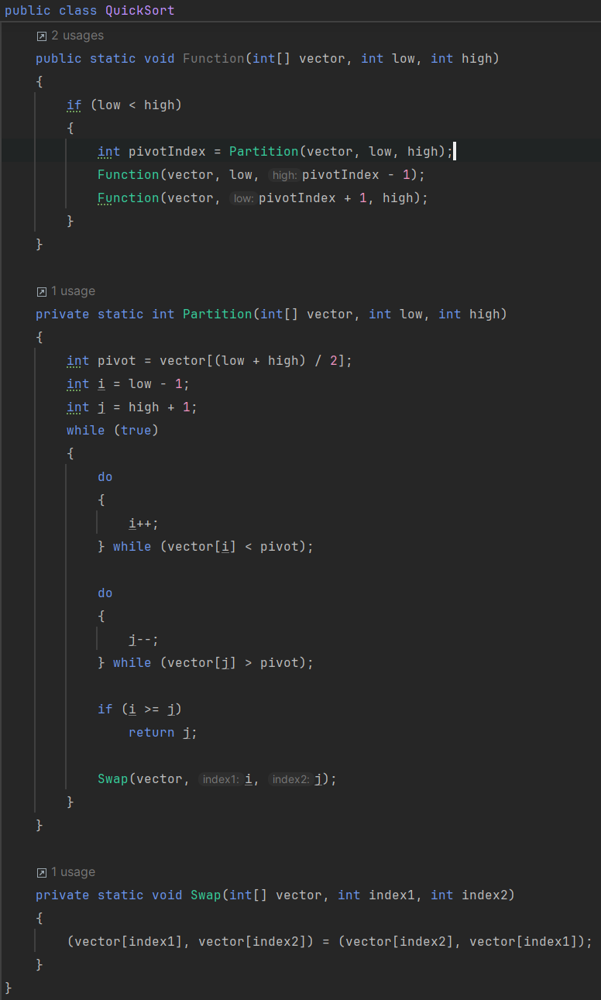 public class QuickSort
2 usages
public static void Function(int[] vector, int low, int high)
{
if (low < high)
{
int pivotIndex = Partition(vector, low, high);
Function(vector, low, high: pivotIndex - 1);
Function(vector, low: pivotIndex + 1, high);
}
}
1 usage
private static int Partition(int[] vector, int low, int high)
{
int pivot = vector[(low + high) / 2];
int i = low - 1;
int j = high + 1;
while (true)
{
do
{
i++;
} while (vector[i] < pivot);
do
{
j--;
} while (vector[j] > pivot);
if (i >= j)
return j;
Swap(vector, index1: i, index2: j);
}
}
1 usage
private static void Swap(int[] vector, int index1, int index2)
{
(vector[index1], vector[index2]) = (vector[index2], vector[index1]);
}
}